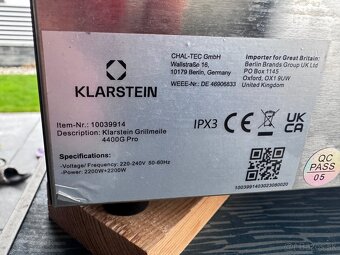 KLARSTEIN
CHAL-TEC GmbH
Wallstraße 16,
10179 Berlin, Germany
WEEE-Nr.: DE 46906833
Importer for Great Britain:
Berlin Brands Group UK Ltd
PO Box 1145
Oxford, OX1 9UW
United Kingdom
Item-Nr.: 10039914
Description: Klarstein Grillmeile
4400G Pro
Specifications:
-Voltage/ Frequency: 220-240V 50-60Hz
-Power: 2200W+2200W
IPX3
CE
UK
CA
QC
PASS
05